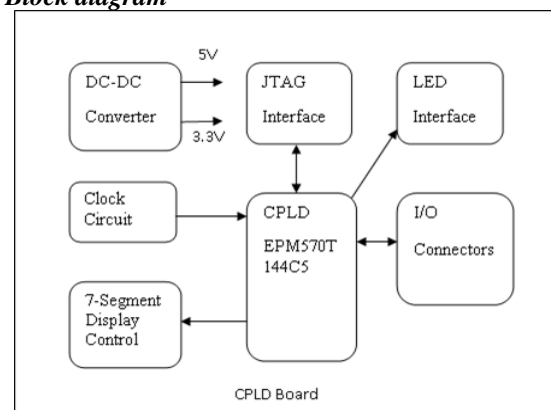 Block diagram
DC-DC
Converter
5V
3.3V
JTAG
Interface
LED
Interface
Clock
Circuit
CPLD
EPM570T
144C5
I/O
Connectors
7-Segment
Display
Control
CPLD Board